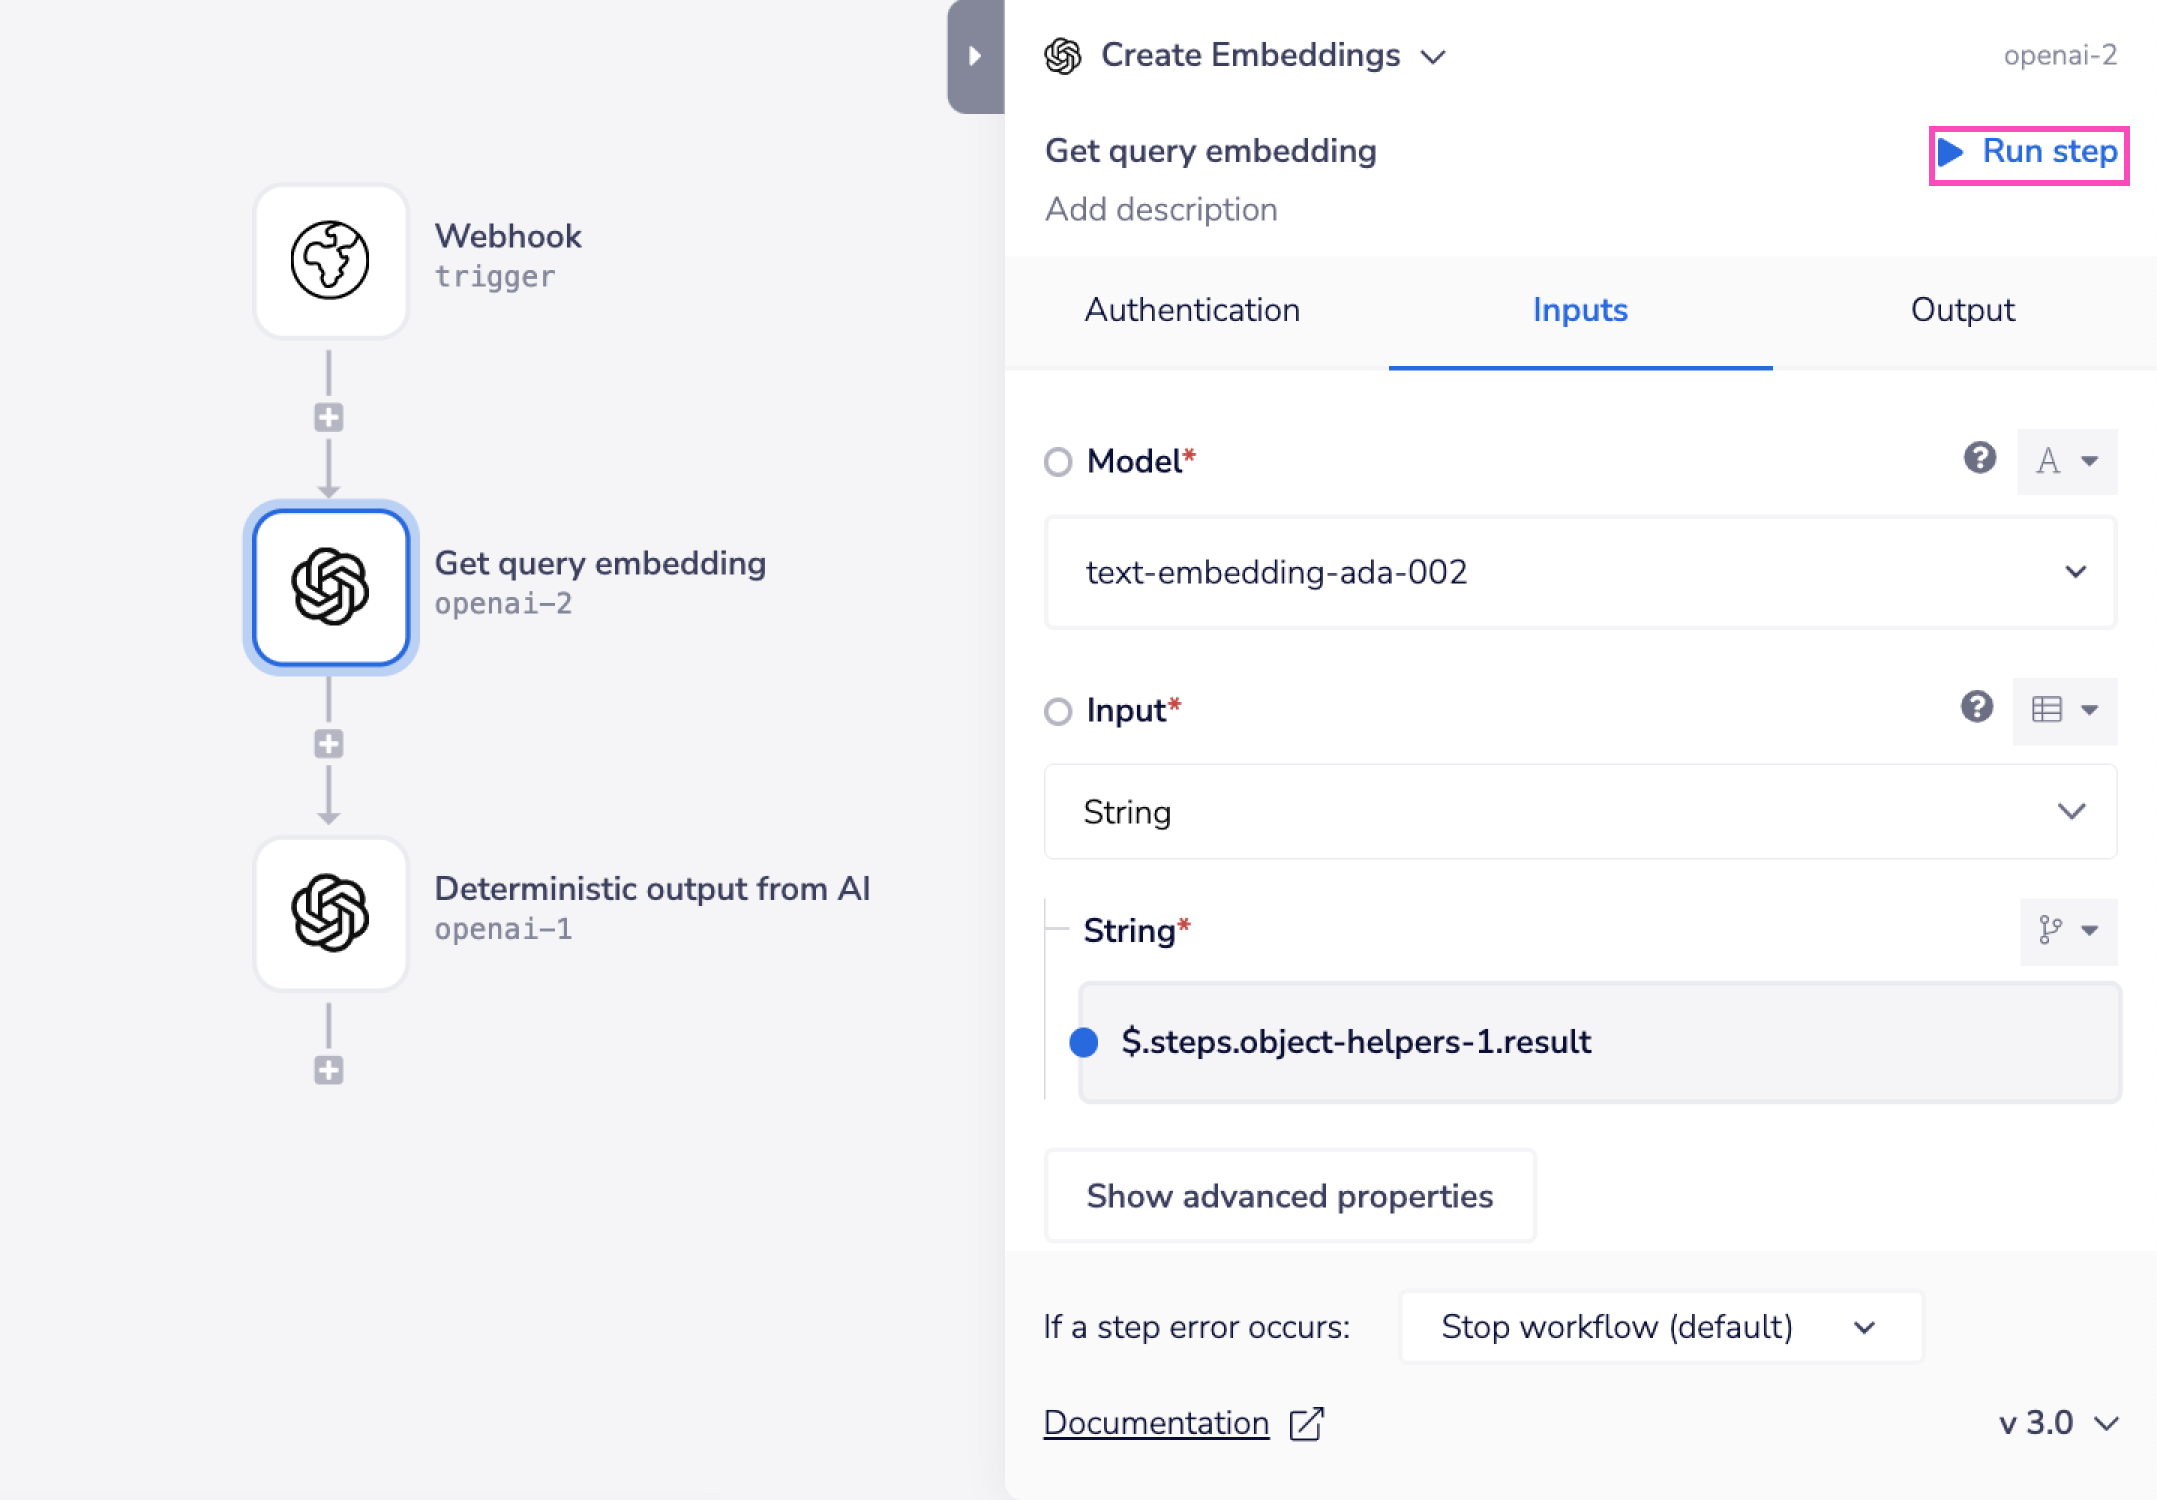 Webhook
trigger
Get query embedding
openai-2
Deterministic output from AI
openai-1
Create Embeddings
openai-2
Get query embedding
Run step
Add description
Authentication
Inputs
Output
Model*
A
text-embedding-ada-002
Input*
String
String*
$.steps.object-helpers-1.result
Show advanced properties
If a step error occurs:
Stop workflow (default)
Documentation
v 3.0